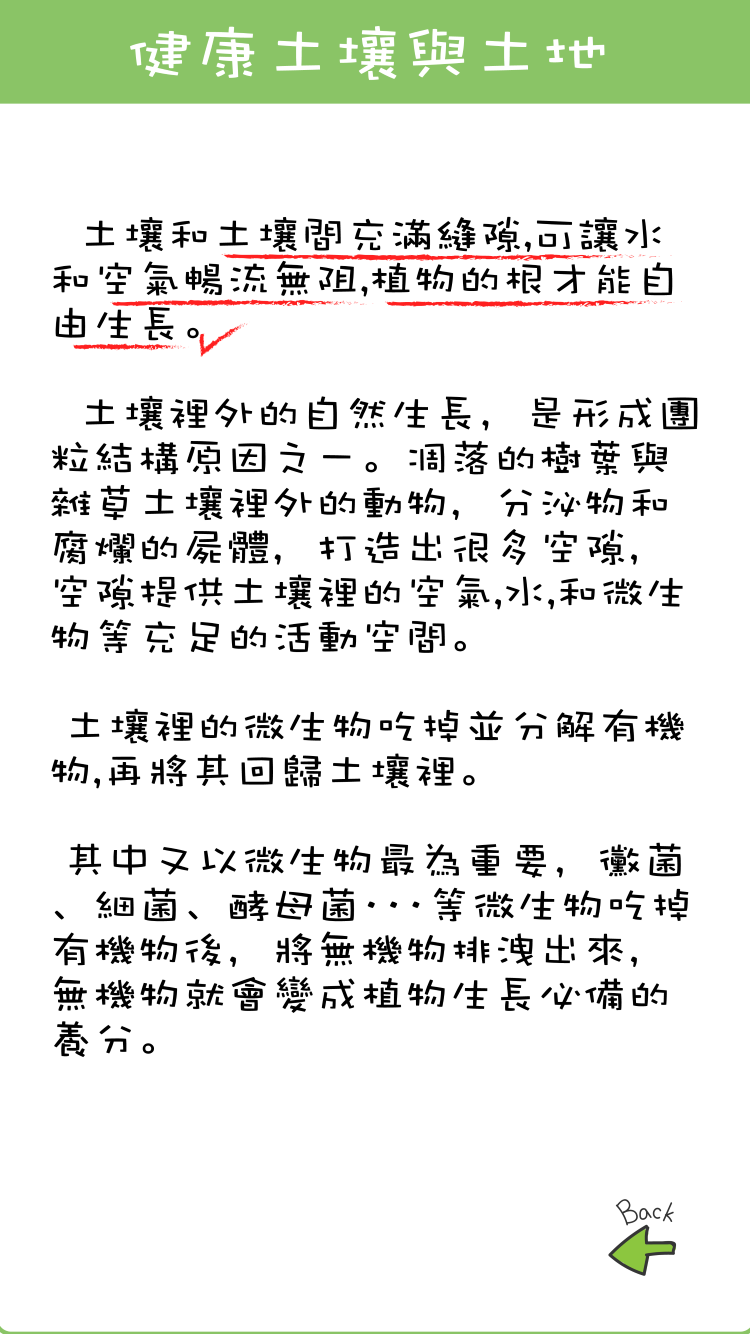 健康土壤與土地
土壤和土壤間充滿縫隙,可讓水
和空氣暢流無阻,植物的根才能自
由生長。
土壤裡外的自然生長，是形成團
粒結構原因之一。凋落的樹葉與
雜草土壤裡外的動物，分泌物和
腐爛的屍體，打造出很多空隙，
空隙提供土壤裡的空氣,水,和微生
物等充足的活動空間。
土壤裡的微生物吃掉並分解有機
物,再將其回歸土壤裡。
其中又以微生物最為重要，黴菌
、細菌、酵母菌…等微生物吃掉
有機物後，將無機物排洩出來，
無機物就會變成植物生長必備的
養分。
Back